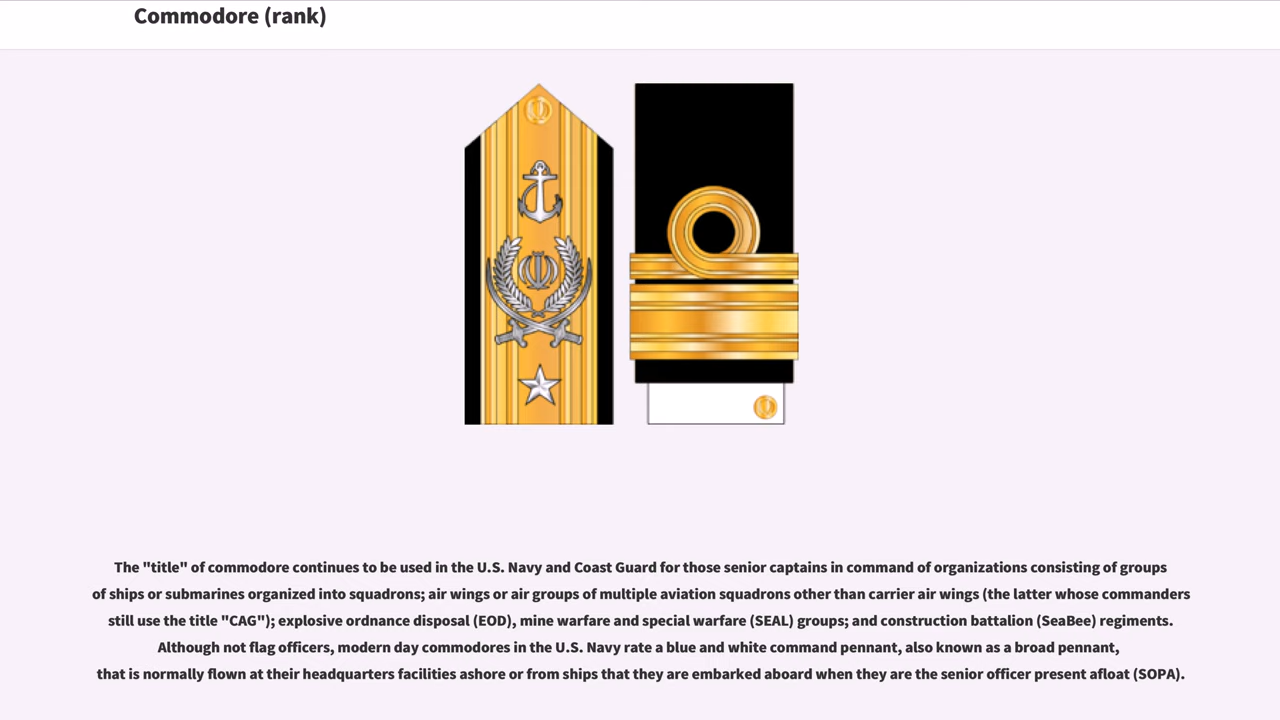 Commodore (rank)
The "title" of commodore continues to be used in the U.S. Navy and Coast Guard for those senior captains in command of organizations consisting of groups
of ships or submarines organized into squadrons; air wings or air groups of multiple aviation squadrons other than carrier air wings (the latter whose commanders
still use the title "CAG"); explosive ordnance disposal (EOD), mine warfare and special warfare (SEAL) groups; and construction battalion (SeaBee) regiments.
Although not flag officers, modern day commodores in the U.S. Navy rate a blue and white command pennant, also known as a broad pennant,
that is normally flown at their headquarters facilities ashore or from ships that they are embarked aboard when they are the senior officer present afloat (SOPA).